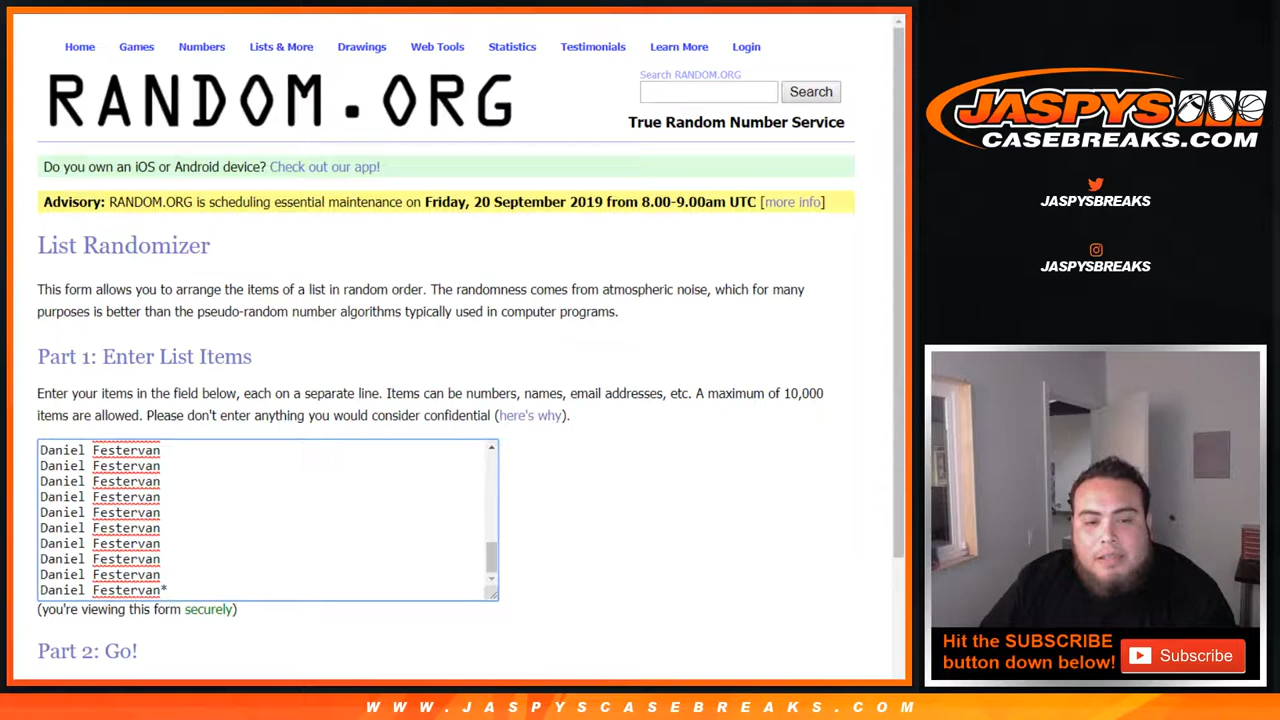 Home Games Numbers Lists & More Drawings Web Tools Statistics Testimonials Learn More Login
RANDOM.ORG
Search RANDOM.ORG
Search
True Random Number Service
Do you own an iOS or Android device? Check out our app!
Advisory: RANDOM.ORG is scheduling essential maintenance on Friday, 20 September 2019 from 8.00-9.00am UTC [more info]
List Randomizer
This form allows you to arrange the items of a list in random order. The randomness comes from atmospheric noise, which for many
purposes is better than the pseudo-random number algorithms typically used in computer programs.
Part 1: Enter List Items
Enter your items in the field below, each on a separate line. Items can be numbers, names, email addresses, etc. A maximum of 10,000
items are allowed. Please don't enter anything you would consider confidential (here's why).
Daniel Festervan
Daniel Festervan
Daniel Festervan
Daniel Festervan
Daniel Festervan
Daniel Festervan
Daniel Festervan
Daniel Festervan
Daniel Festervan
Daniel Festervan*
(you're viewing this form securely)
Part 2: Go!
JASPYS
CASEBREAKS.COM
JASPYSBREAKS
JASPYSBREAKS
Hit the SUBSCRIBE
button down below!
Subscribe
WWW.JASPYSCASEBREAKS.COM